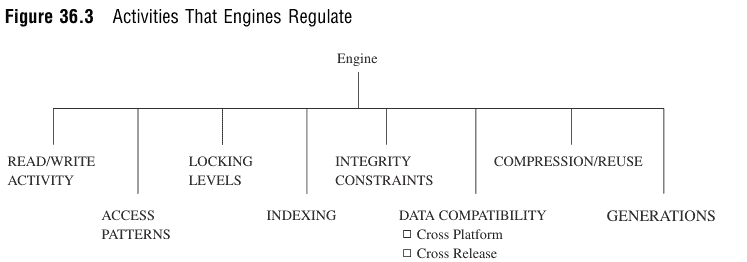 Figure 36.3 Activities That Engines Regulate
Engine
READ/WRITE
ACTIVITY
ACCESS
PATTERNS
LOCKING
LEVELS
INDEXING
INTEGRITY
CONSTRAINTS
DATA COMPATIBILITY
□ Cross Platform
□ Cross Release
COMPRESSION/REUSE
GENERATIONS